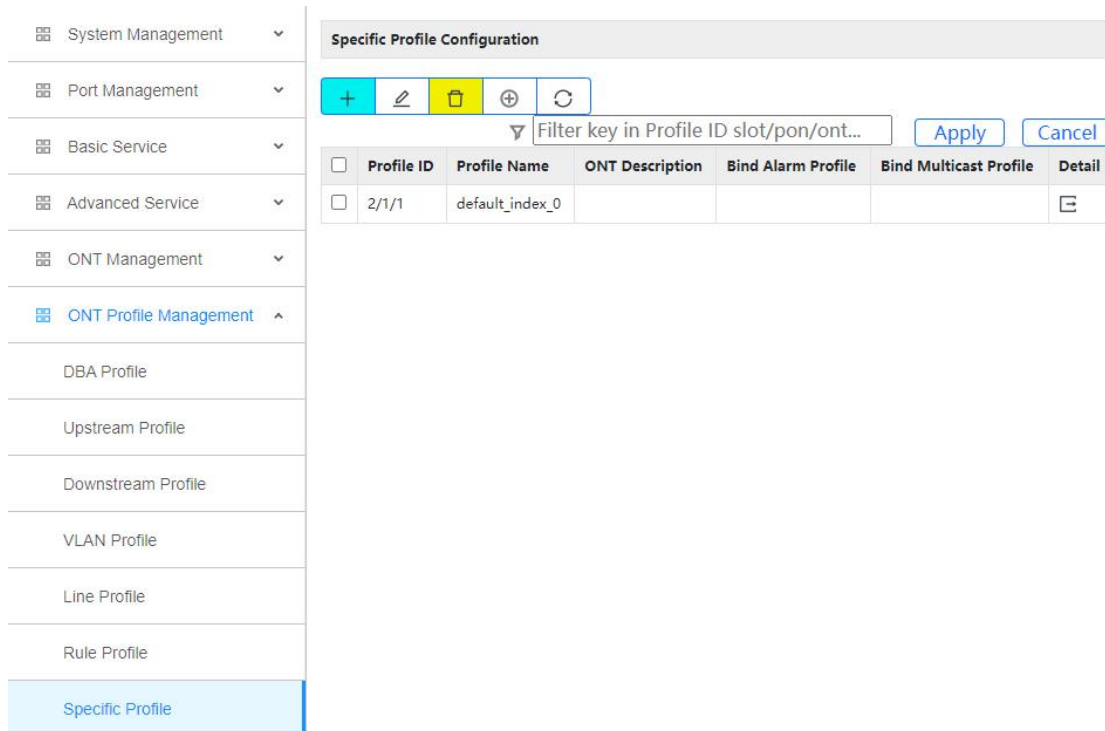 System Management
Port Management
Basic Service
Advanced Service
ONT Management
ONT Profile Management
DBA Profile
Upstream Profile
Downstream Profile
VLAN Profile
Line Profile
Rule Profile
Specific Profile
Specific Profile Configuration
Filter key in Profile ID slot/pon/ont... Apply Cancel
Profile ID Profile Name ONT Description Bind Alarm Profile Bind Multicast Profile Detail
2/1/1 default_index_0